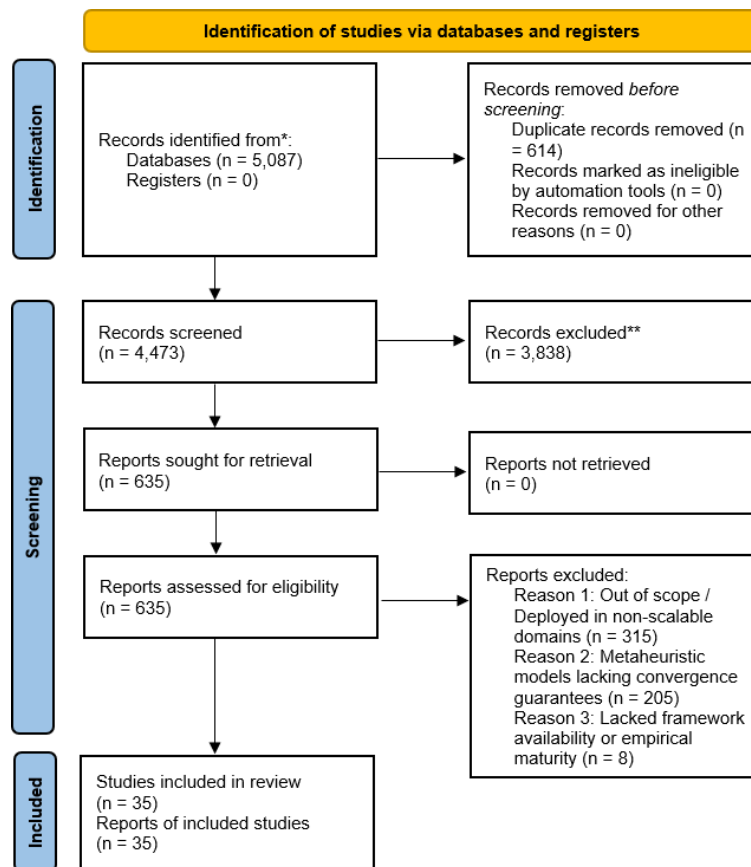 Identification of studies via databases and registers
Identification
Records identified from*:
Databases (n = 5,087)
Registers (n = 0)
Records removed before
screening:
Duplicate records removed (n
= 614)
Records marked as ineligible
by automation tools (n = 0)
Records removed for other
reasons (n = 0)
Screening
Records screened
(n = 4,473)
Records excluded**
(n = 3,838)
Reports sought for retrieval
(n = 635)
Reports not retrieved
(n = 0)
Reports assessed for eligibility
(n = 635)
Reports excluded:
Reason 1: Out of scope /
Deployed in non-scalable
domains (n = 315)
Reason 2: Metaheuristic
models lacking convergence
guarantees (n = 205)
Reason 3: Lacked framework
availability or empirical
maturity (n = 8)
Included
Studies included in review
(n = 35)
Reports of included studies
(n = 35)